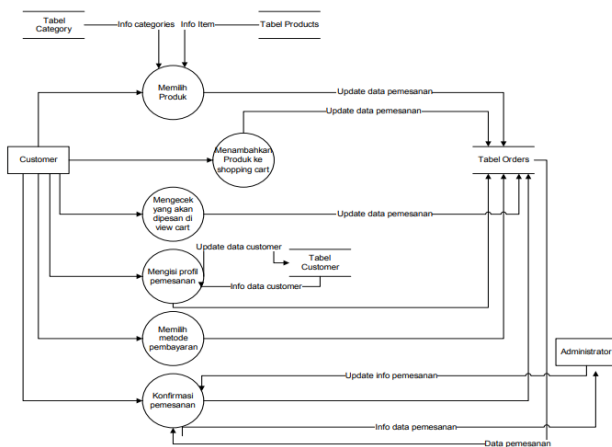 Tabel
Category
Info categories
Info Item
Tabel Products
Memilih
Produk
Update data pemesanan
Update data pemesanan
Customer
Menambahkan
Produk ke
shopping cart
Tabel Orders
Mengecek
yang akan
dipesan di
view cart
Update data pemesanan
Update data customer
Mengisi profil
pemesanan
Tabel
Customer
Info data customer
Memilih
metode
pembayaran
Administrator
Update info pemesanan
Konfirmasi
pemesanan
Info data pemesanan
Data pemesanan